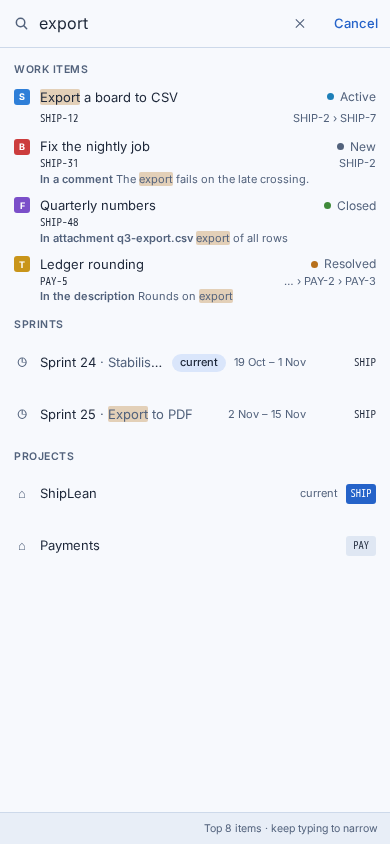 export Cancel
WORK ITEMS
S Export a board to CSV Active
SHIP-12 SHIP-2 › SHIP-7
B Fix the nightly job New
SHIP-31 SHIP-2
In a comment The export fails on the late crossing.
F Quarterly numbers Closed
SHIP-48
In attachment q3-export.csv export of all rows
T Ledger rounding Resolved
PAY-5 … › PAY-2 › PAY-3
In the description Rounds on export
SPRINTS
Sprint 24 · Stabilis… current 19 Oct – 1 Nov SHIP
Sprint 25 · Export to PDF 2 Nov – 15 Nov SHIP
PROJECTS
ShipLean current SHIP
Payments PAY
Top 8 items · keep typing to narrow